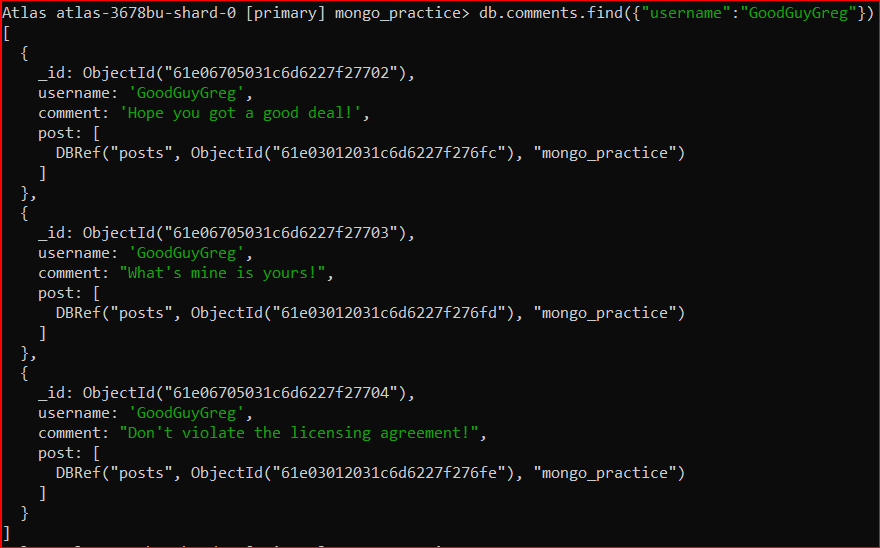 Atlas atlas-3678bu-shard-0 [primary] mongo_practice> db.comments.find({"username":"GoodGuyGreg"})
[
  {
    _id: ObjectId("61e06705031c6d6227f27702"),
    username: 'GoodGuyGreg',
    comment: 'Hope you got a good deal!',
    post: [
      DBRef("posts", ObjectId("61e03012031c6d6227f276fc"), "mongo_practice")
    ]
  },
  {
    _id: ObjectId("61e06705031c6d6227f27703"),
    username: 'GoodGuyGreg',
    comment: "What's mine is yours!",
    post: [
      DBRef("posts", ObjectId("61e03012031c6d6227f276fd"), "mongo_practice")
    ]
  },
  {
    _id: ObjectId("61e06705031c6d6227f27704"),
    username: 'GoodGuyGreg',
    comment: "Don't violate the licensing agreement!",
    post: [
      DBRef("posts", ObjectId("61e03012031c6d6227f276fe"), "mongo_practice")
    ]
  }
]